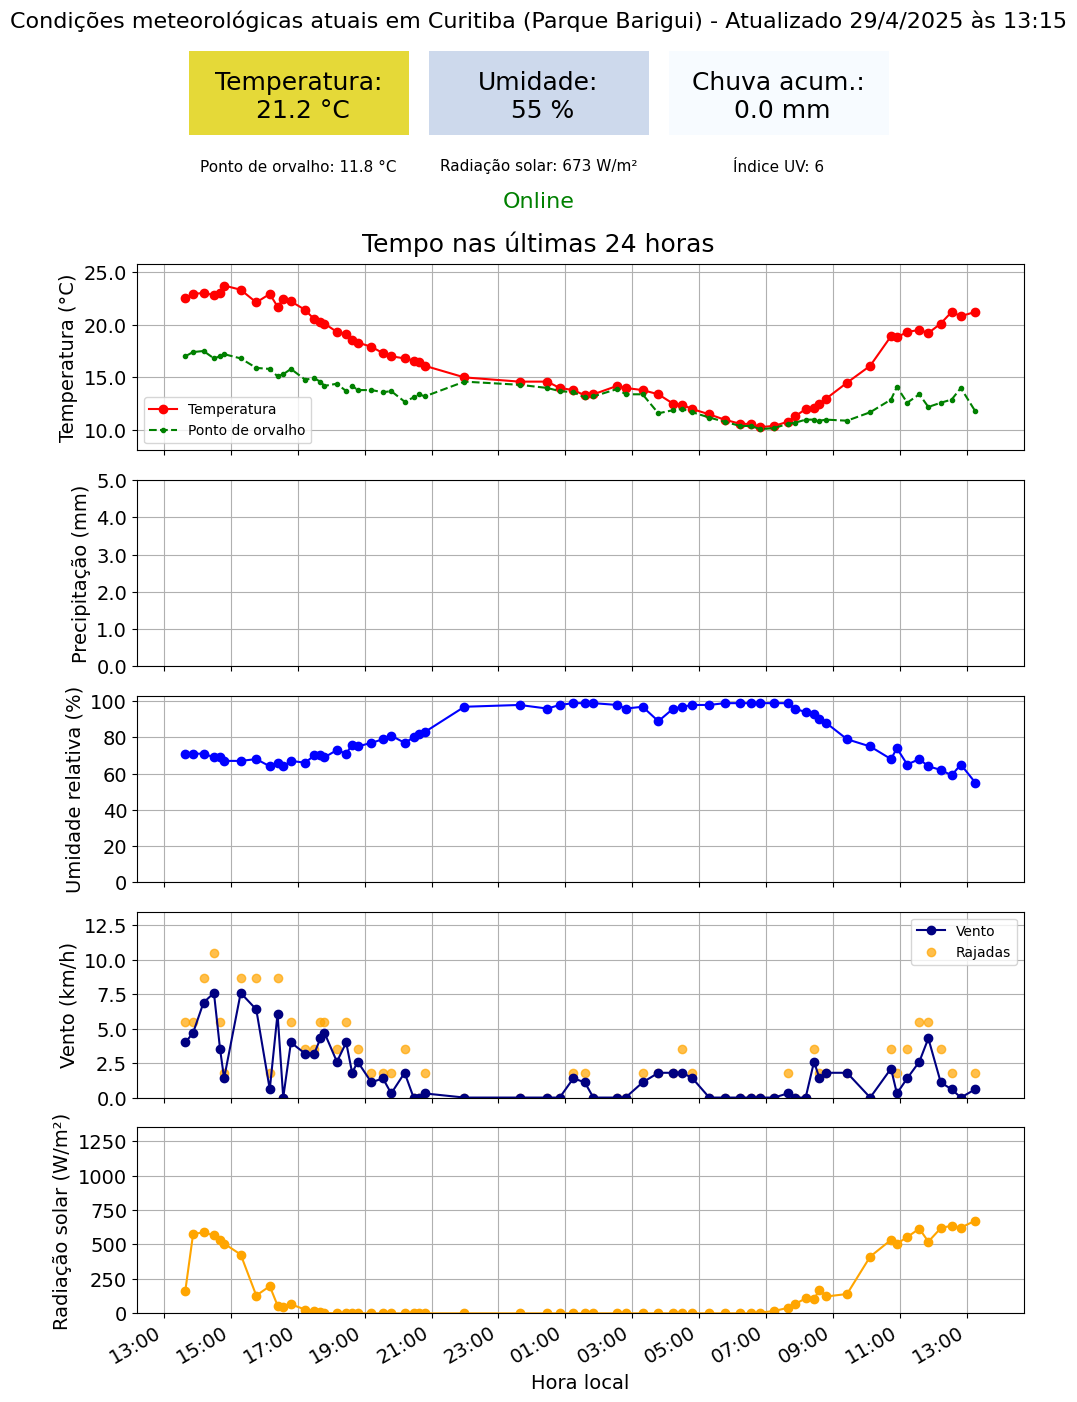 Condições meteorológicas atuais em Curitiba (Parque Barigui) - Atualizado 29/4/2025 às 13:15
Temperatura:
21.2 °C
Umidade:
55 %
Chuva acum.:
0.0 mm
Ponto de orvalho: 11.8 °C
Radiação solar: 673 W/m²
Índice UV: 6
Online
Tempo nas últimas 24 horas
Temperatura (°C)
25.0
20.0
15.0
10.0
Temperatura
Ponto de orvalho
Precipitação (mm)
5.0
4.0
3.0
2.0
1.0
0.0
Umidade relativa (%)
100
80
60
40
20
0
Vento (km/h)
12.5
10.0
7.5
5.0
2.5
0.0
Vento
Rajadas
Radiação solar (W/m²)
1250
1000
750
500
250
0
13:00
15:00
17:00
19:00
21:00
23:00
01:00
03:00
05:00
07:00
09:00
11:00
13:00
Hora local